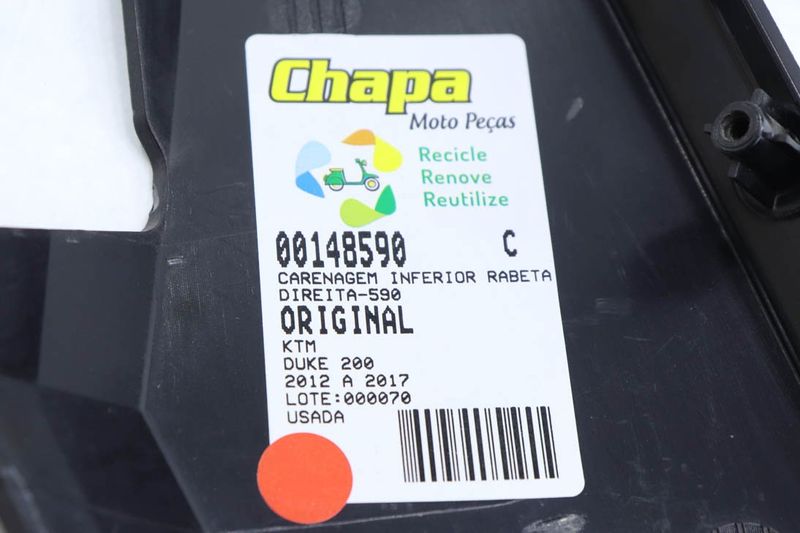 Chapa
Moto Peças
Recicle
Renove
Reutilize
00148590 C
CARENAGEM INFERIOR RABETA
DIREITA-590
ORIGINAL
KTM
DUKE 200
2012 A 2017
LOTE:000070
USADA